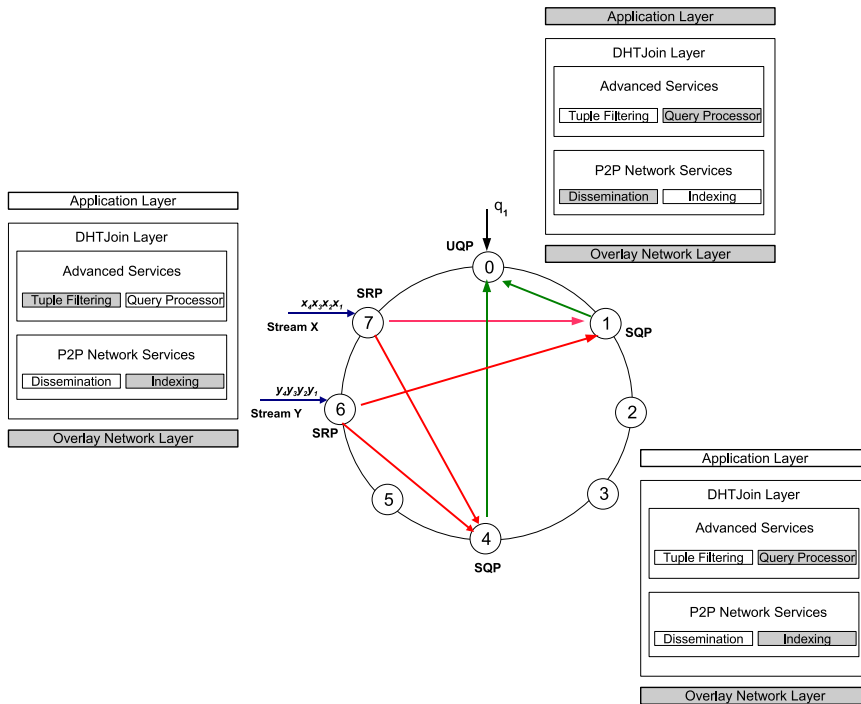 Application Layer
DHTJoin Layer
Advanced Services
Tuple Filtering
Query Processor
P2P Network Services
Dissemination
Indexing
Overlay Network Layer
Application Layer
DHTJoin Layer
Advanced Services
Tuple Filtering
Query Processor
P2P Network Services
Dissemination
Indexing
Overlay Network Layer
q1
UQP
0
SRP
x4x3x2x1
7
Stream X
1
SQP
y4y3y2y1
6
Stream Y
SRP
2
5
3
4
SQP
Application Layer
DHTJoin Layer
Advanced Services
Tuple Filtering
Query Processor
P2P Network Services
Dissemination
Indexing
Overlay Network Layer